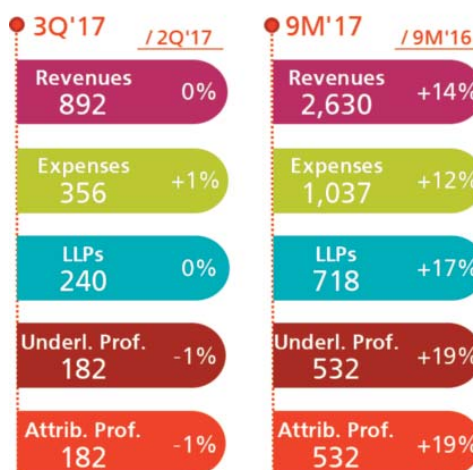 3Q'17 / 2Q'17
Revenues
892 0%
Expenses
356 +1%
LLPs
240 0%
Underl. Prof.
182 -1%
Attrib. Prof.
182 -1%
9M'17 / 9M'16
Revenues
2,630 +14%
Expenses
1,037 +12%
LLPs
718 +17%
Underl. Prof.
532 +19%
Attrib. Prof.
532 +19%